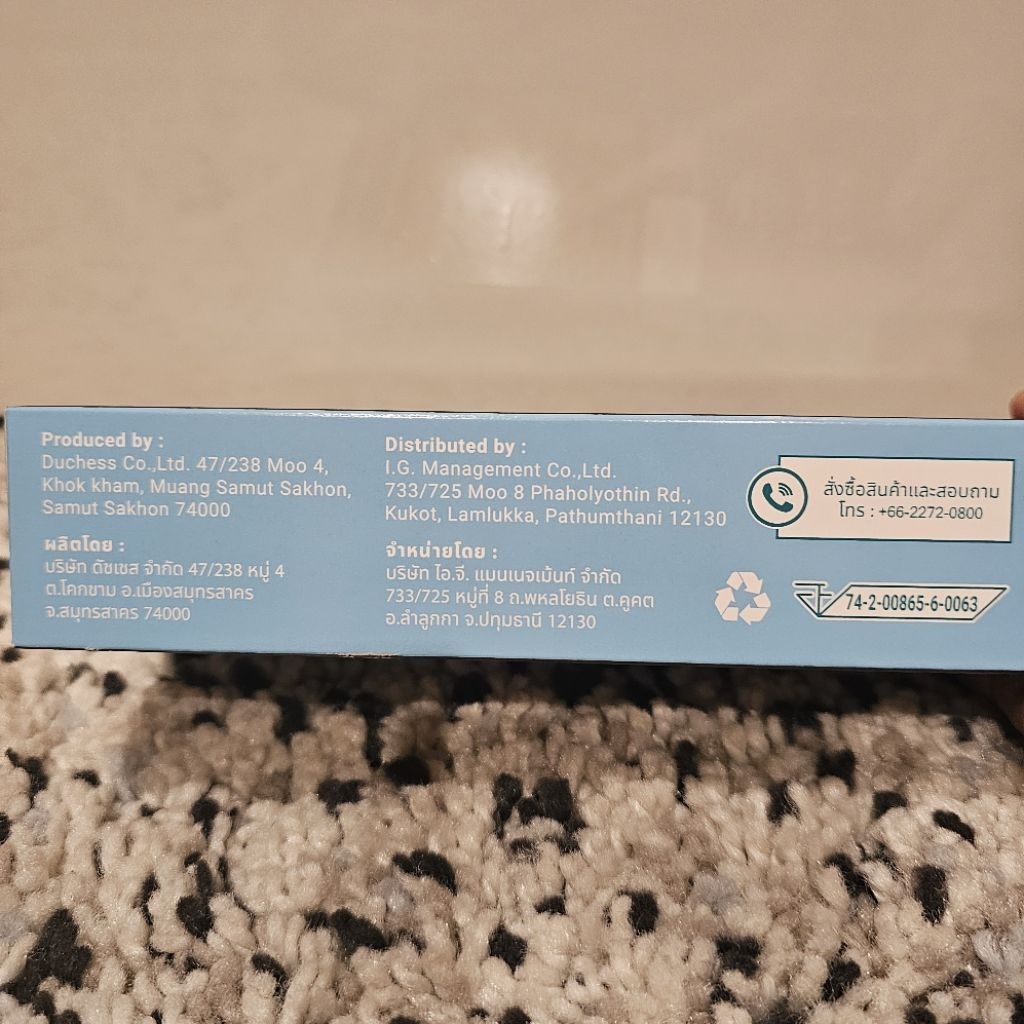 Produced by :
Duchess Co.,Ltd. 47/238 Moo 4,
Khok kham, Muang Samut Sakhon,
Samut Sakhon 74000
ผลิตโดย :
บริษัท ดัชเชส จำกัด 47/238 หมู่ 4
ต.โคกขาม อ.เมืองสมุทรสาคร
จ.สมุทรสาคร 74000
Distributed by :
I.G. Management Co.,Ltd.
733/725 Moo 8 Phaholyothin Rd.,
Kukot, Lamlukka, Pathumthani 12130
จำหน่ายโดย :
บริษัท ไอ.จี. แมนเนจเม้นท์ จำกัด
733/725 หมู่ที่ 8 ถ.พหลโยธิน ต.คูคต
อ.ลำลูกกา จ.ปทุมธานี 12130
สั่งซื้อสินค้าและสอบถาม
โทร : +66-2272-0800
อย
74-2-00865-6-0063